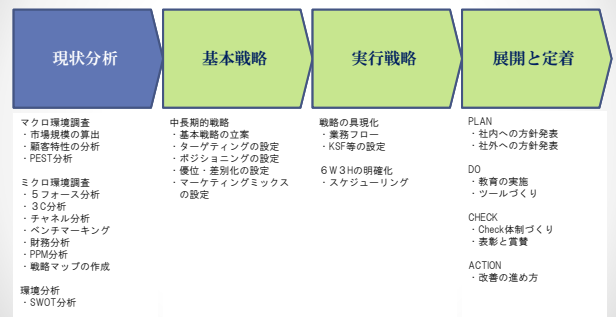 現状分析
基本戦略
実行戦略
展開と定着
マクロ環境調査
・市場規模の算出
・顧客特性の分析
・PEST分析
ミクロ環境調査
・５フォース分析
・３C分析
・チャネル分析
・ベンチマーキング
・財務分析
・PPM分析
・戦略マップの作成
環境分析
・SWOT分析
中長期的戦略
・基本戦略の立案
・ターゲティングの設定
・ポジショニングの設定
・優位・差別化の設定
・マーケティングミックス
の設定
戦略の具現化
・業務フロー
・KSF等の設定
６W３Hの明確化
・スケジューリング
PLAN
・社内への方針発表
・社外への方針発表
DO
・教育の実施
・ツールづくり
CHECK
・Check体制づくり
・表彰と賞賛
ACTION
・改善の進め方